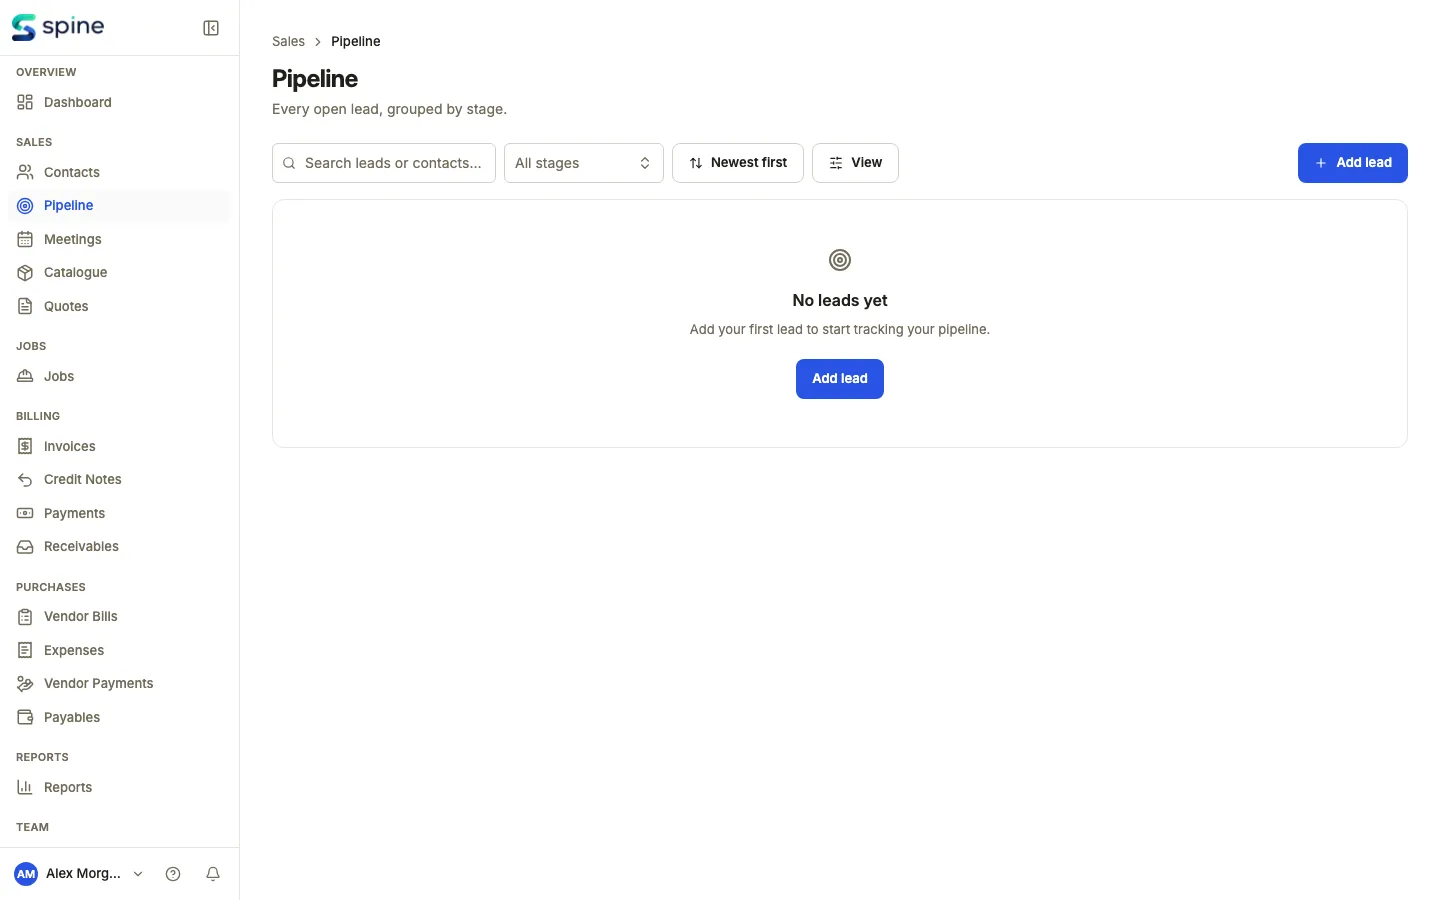 spine
OVERVIEW
Dashboard
SALES
Contacts
Pipeline
Meetings
Catalogue
Quotes
JOBS
Jobs
BILLING
Invoices
Credit Notes
Payments
Receivables
PURCHASES
Vendor Bills
Expenses
Vendor Payments
Payables
REPORTS
Reports
TEAM
AM Alex Morg...
Sales > Pipeline
Pipeline
Every open lead, grouped by stage.
Search leads or contacts... All stages Newest first View + Add lead
No leads yet
Add your first lead to start tracking your pipeline.
Add lead